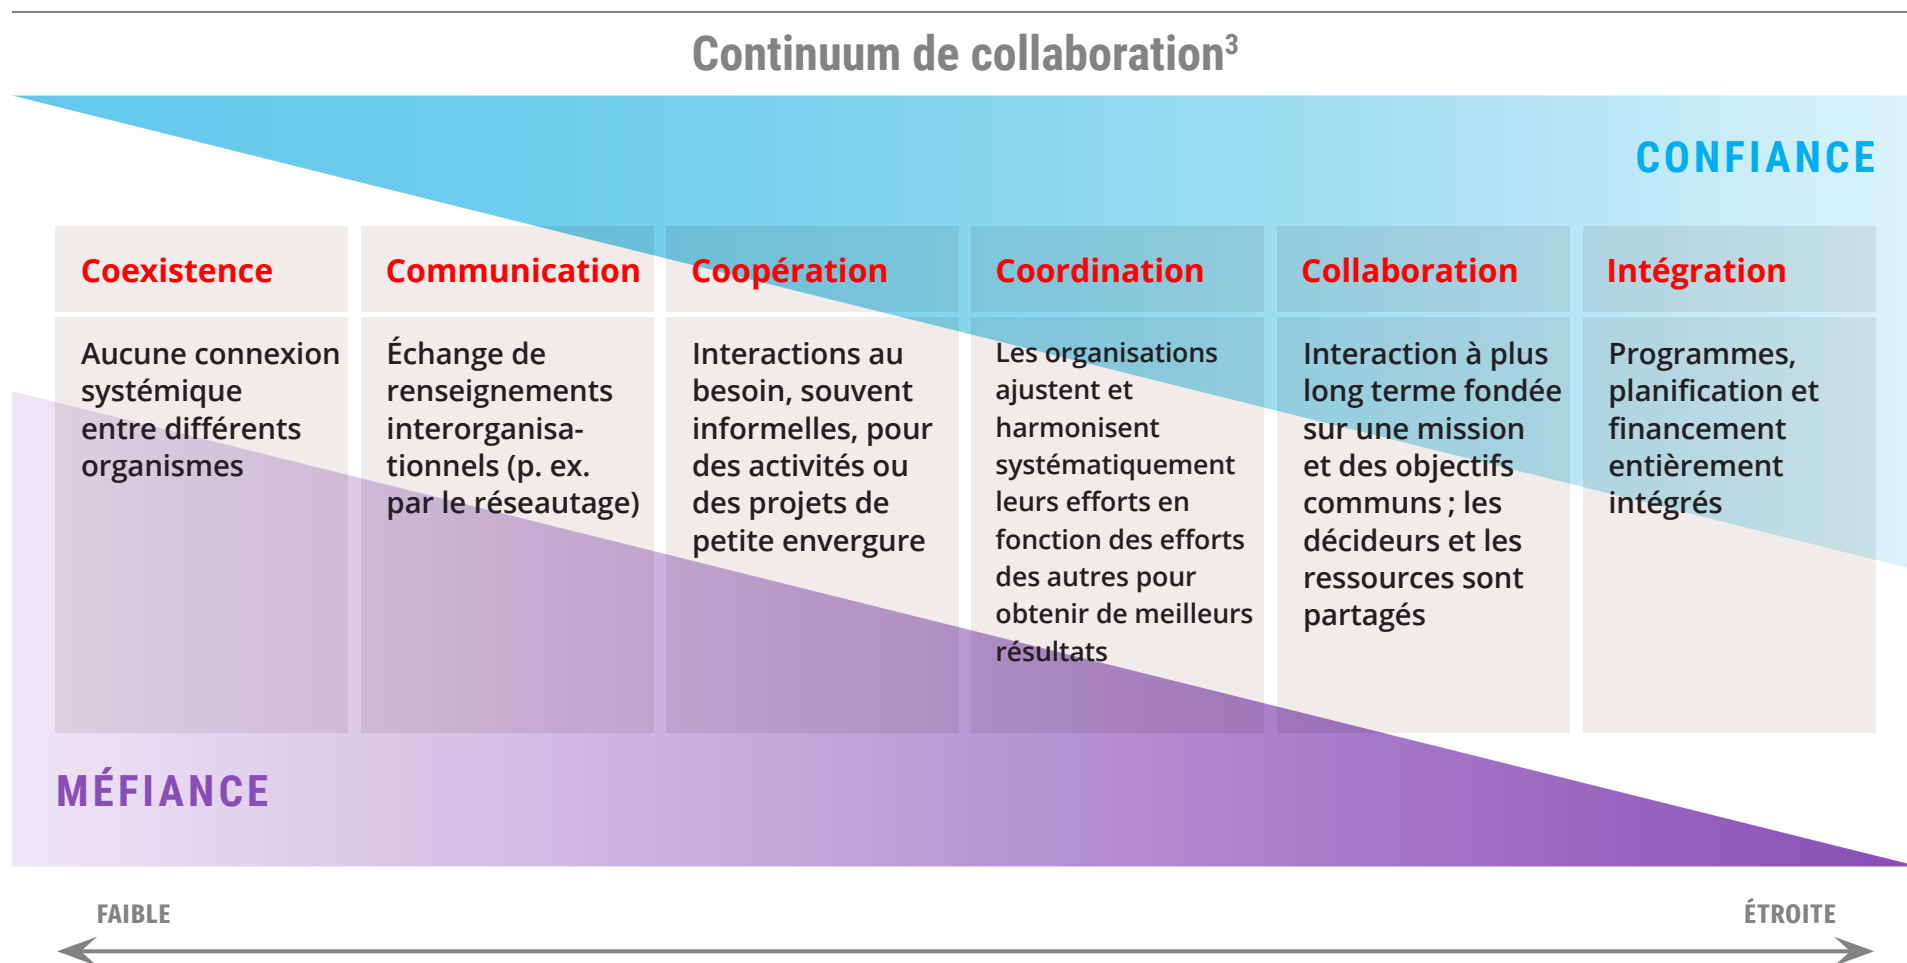 Continuum de collaboration³
CONFIANCE
Coexistence
Aucune connexion
systémique
entre différents
organismes
Communication
Échange de
renseignements
interorganisa-
tionnels (p. ex.
par le réseautage)
Coopération
Interactions au
besoin, souvent
informelles, pour
des activités ou
des projets de
petite envergure
Coordination
Les organisations
ajustent et
harmonisent
systématiquement
leurs efforts en
fonction des efforts
des autres pour
obtenir de meilleurs
résultats
Collaboration
Interaction à plus
long terme fondée
sur une mission
et des objectifs
communs ; les
décideurs et les
ressources sont
partagés
Intégration
Programmes,
planification et
financement
entièrement
intégrés
MÉFIANCE
FAIBLE
ÉTROITE